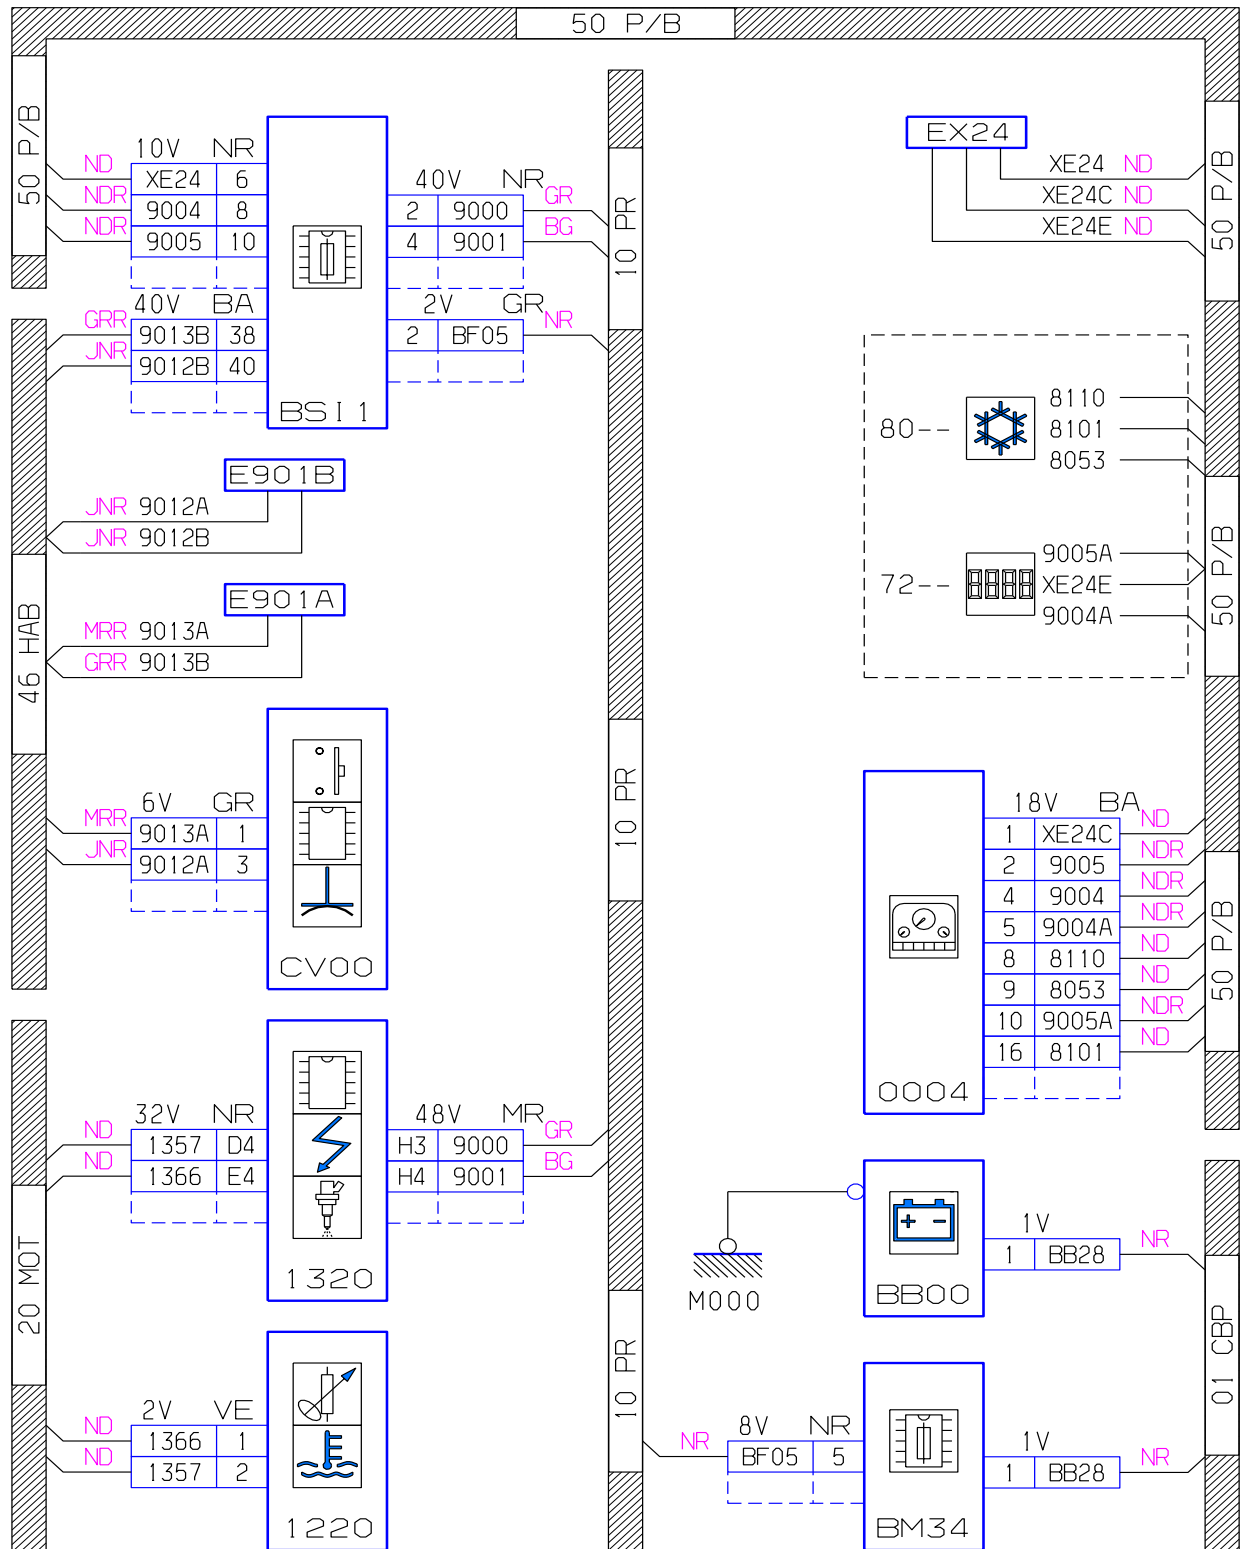 50 P/B
50 P/B
10V NR
ND XE24 6
NDR 9004 8
NDR 9005 10
40V NR
2 9000 GR
4 9001 BG
40V BA
GRR 9013B 38
JNR 9012B 40
2V GR
2 BF05 NR
BSI1
10 PR
E901B
JNR 9012A
JNR 9012B
E901A
MRR 9013A
GRR 9013B
46 HAB
6V GR
MRR 9013A 1
JNR 9012A 3
CV00
10 PR
32V NR
ND 1357 D4
ND 1366 E4
48V MR
H3 9000 GR
H4 9001 BG
1320
20 MOT
2V VE
ND 1366 1
ND 1357 2
1220
10 PR
EX24
XE24 ND
XE24C ND
XE24E ND
50 P/B
80--
8110
8101
8053
72--
9005A
XE24E
9004A
50 P/B
18V BA
1 XE24C ND
2 9005 NDR
4 9004 NDR
5 9004A NDR
8 8110 ND
9 8053 ND
10 9005A NDR
16 8101 ND
0004
50 P/B
M000
1V
1 BB28 NR
BB00
01 CBP
8V NR
NR BF05 5
1V
1 BB28 NR
BM34